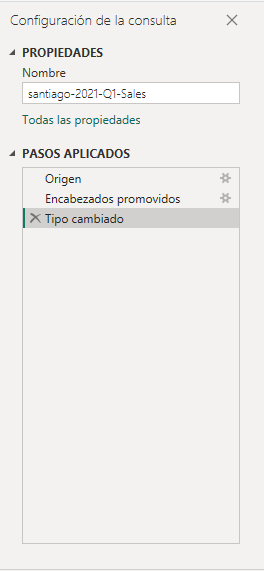 Configuración de la consulta
PROPIEDADES
Nombre
santiago-2021-Q1-Sales
Todas las propiedades
PASOS APLICADOS
Origen
Encabezados promovidos
Tipo cambiado